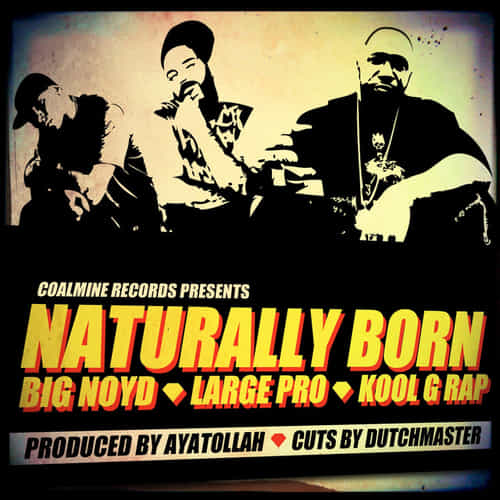 COALMINE RECORDS PRESENTS
NATURALLY BORN
BIG NOYD ♦ LARGE PRO ♦ KOOL G RAP
PRODUCED BY AYATOLLAH ♦ CUTS BY DUTCHMASTER